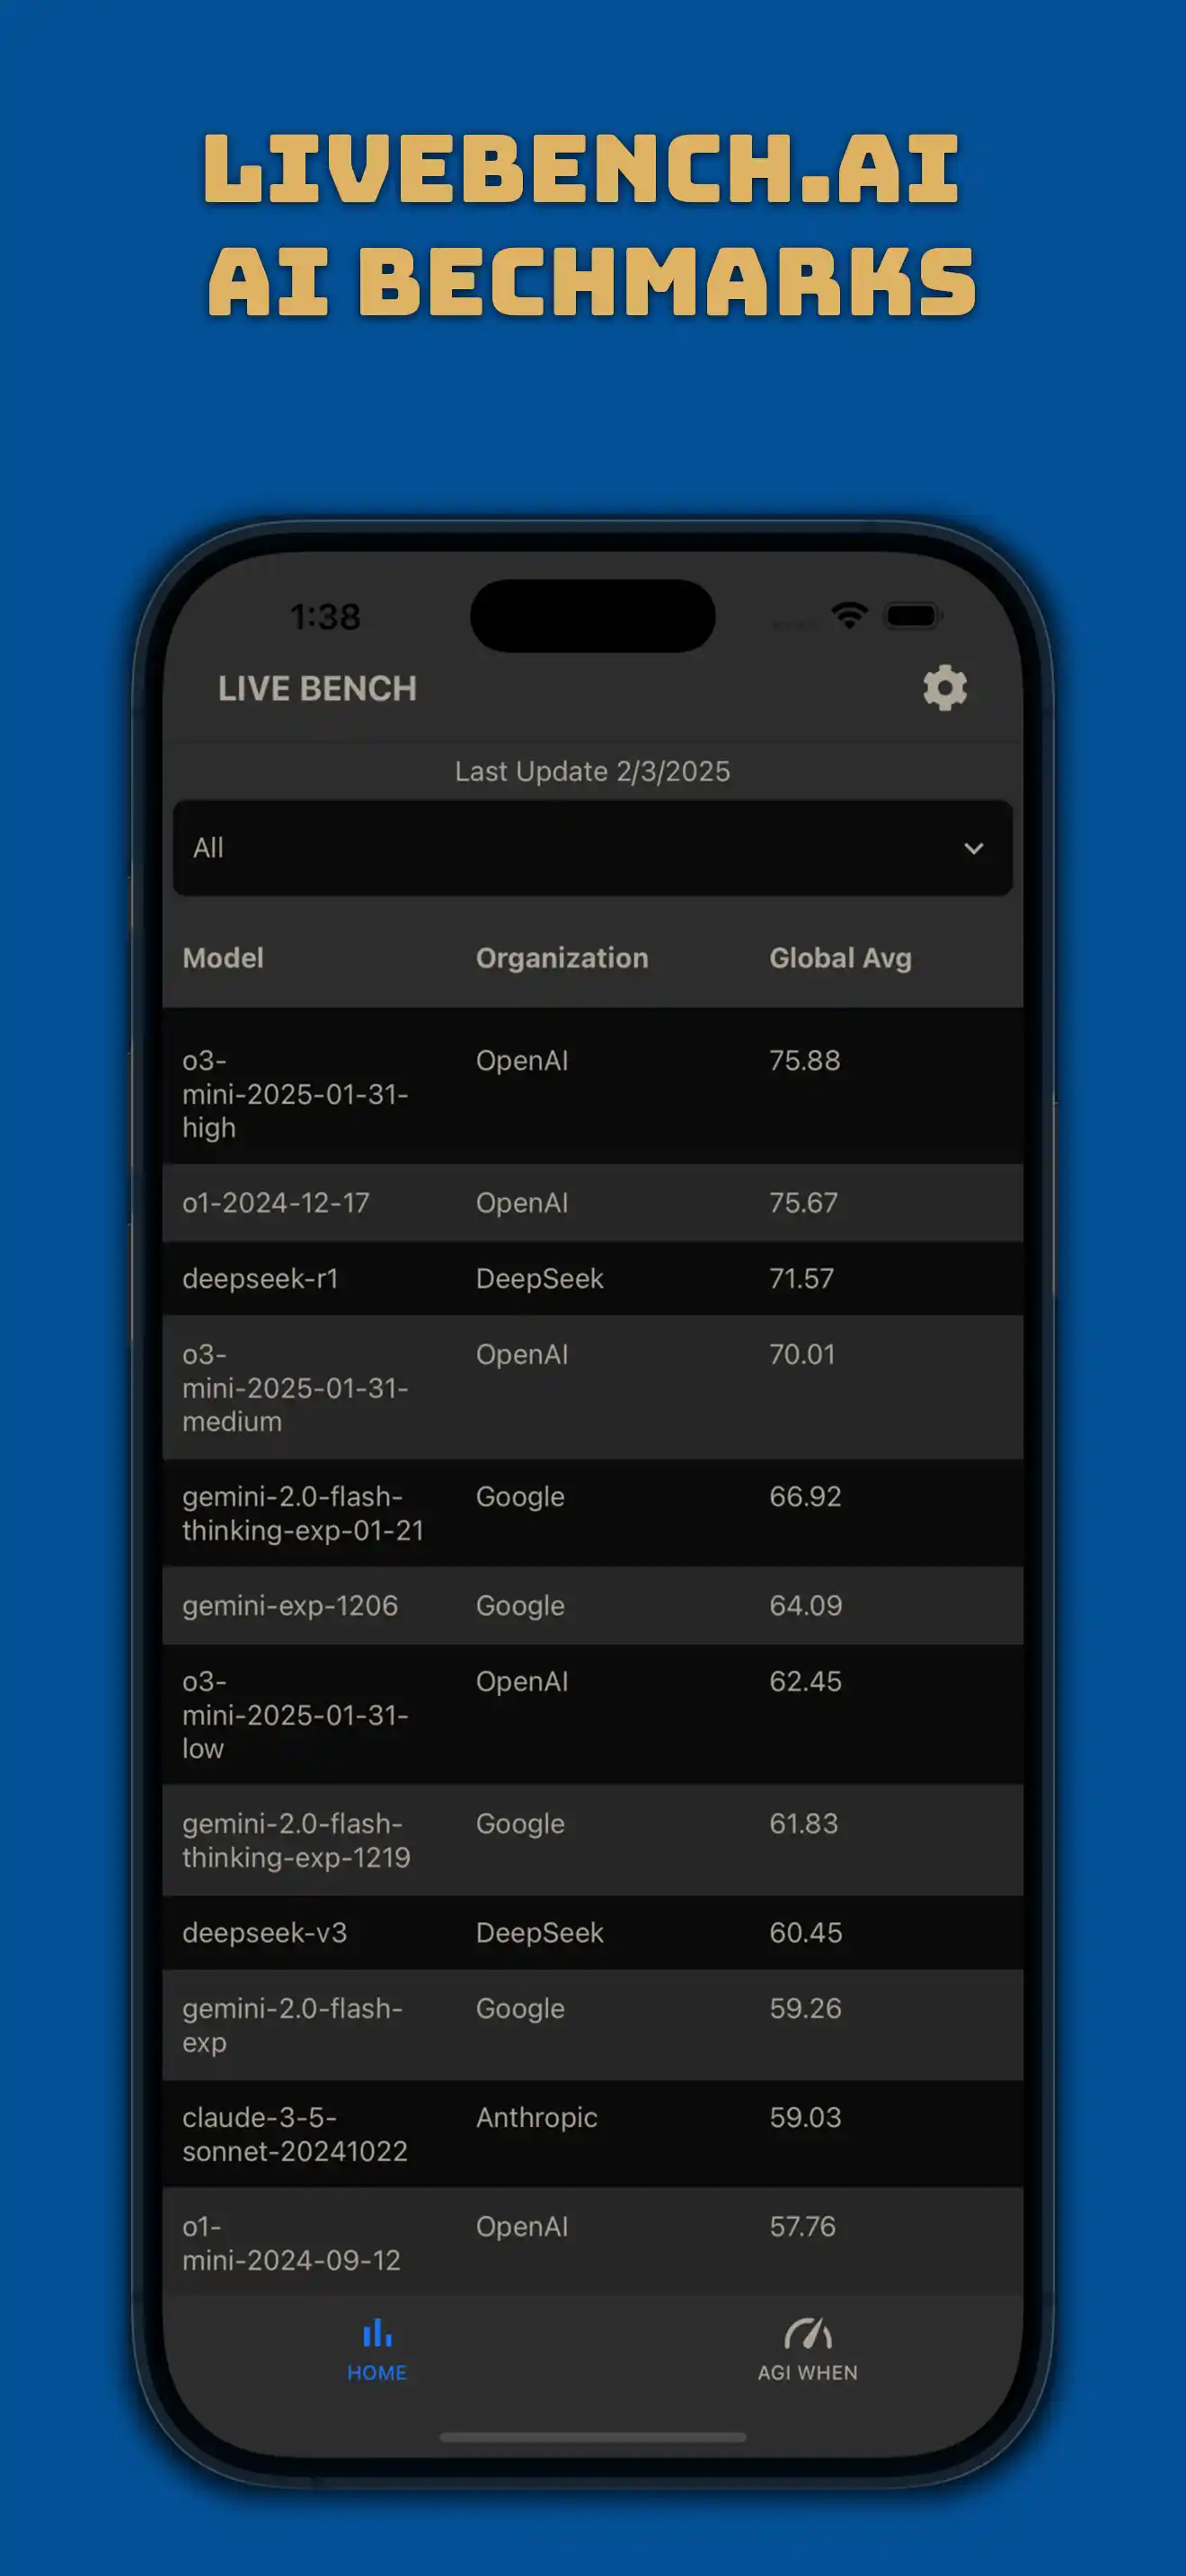 LIVEBENCH.AI
AI BECHMARKS
1:38
LIVE BENCH
Last Update 2/3/2025
All
Model Organization Global Avg
o3-
mini-2025-01-31-
high OpenAI 75.88
o1-2024-12-17 OpenAI 75.67
deepseek-r1 DeepSeek 71.57
o3-
mini-2025-01-31-
medium OpenAI 70.01
gemini-2.0-flash-
thinking-exp-01-21 Google 66.92
gemini-exp-1206 Google 64.09
o3-
mini-2025-01-31-
low OpenAI 62.45
gemini-2.0-flash-
thinking-exp-1219 Google 61.83
deepseek-v3 DeepSeek 60.45
gemini-2.0-flash-
exp Google 59.26
claude-3-5-
sonnet-20241022 Anthropic 59.03
o1-
mini-2024-09-12 OpenAI 57.76
HOME AGI WHEN